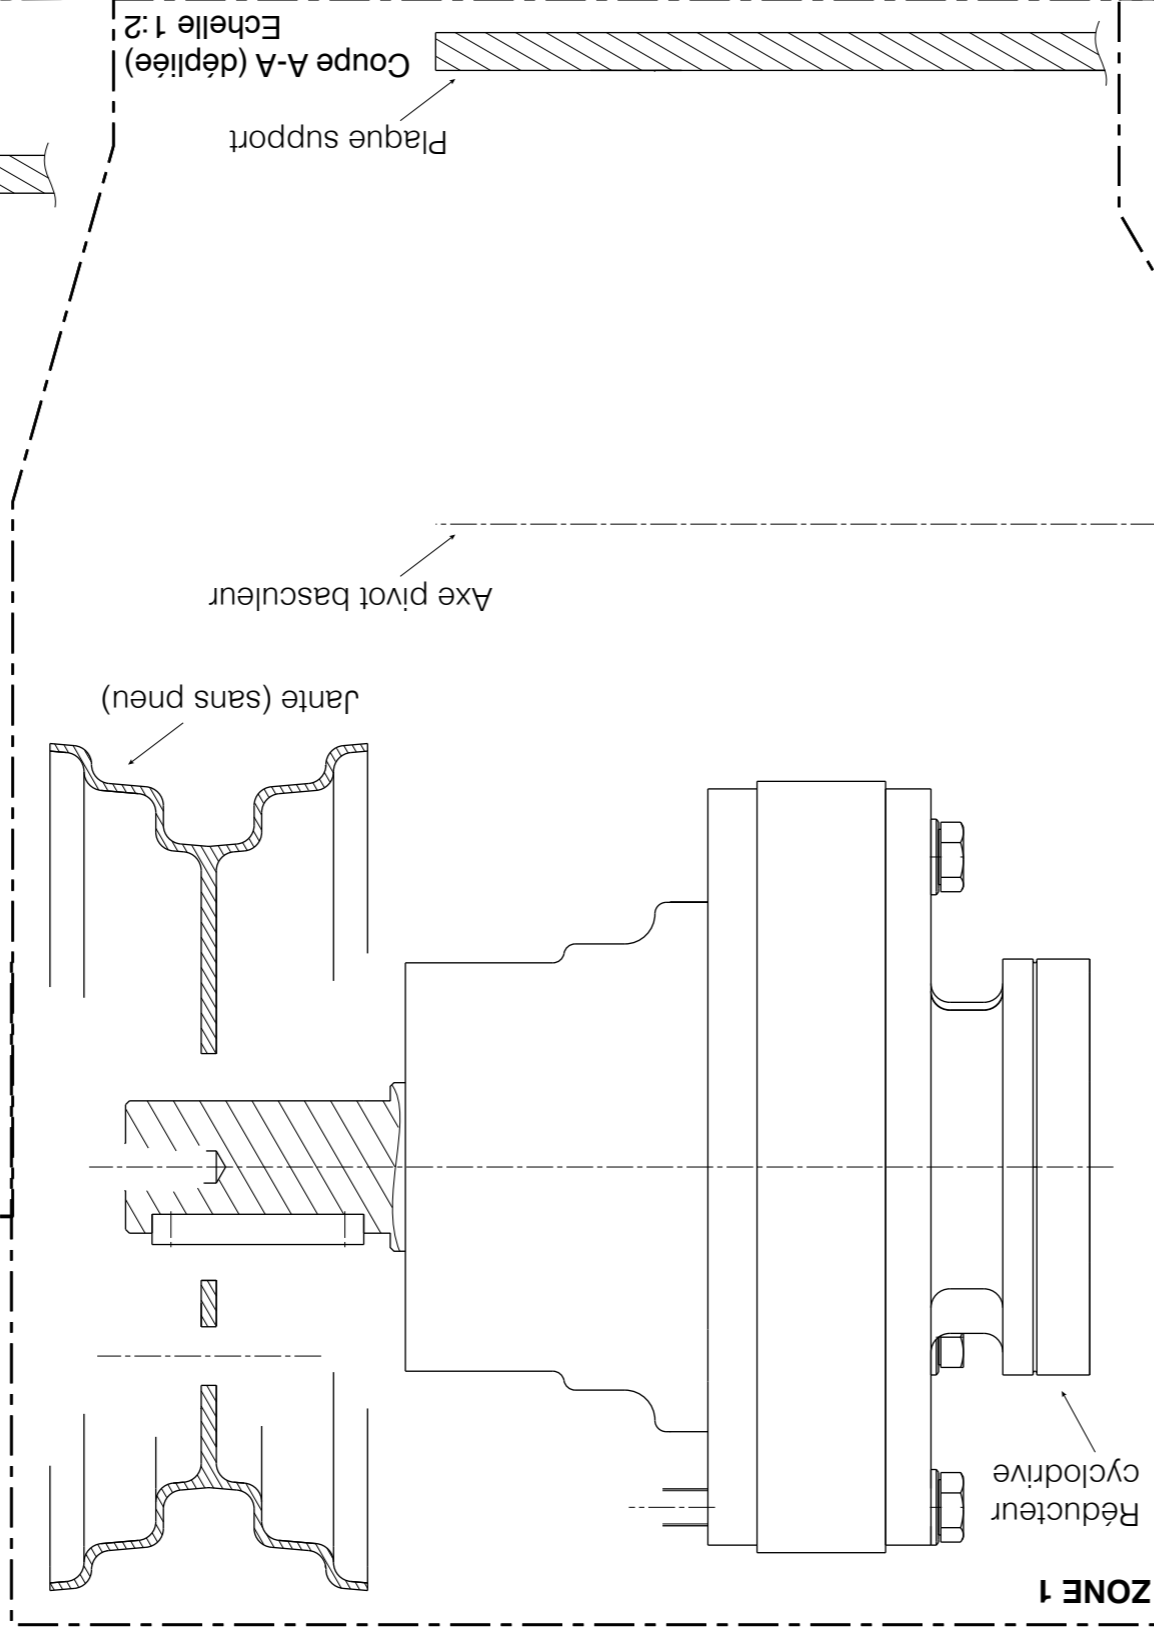 ZONE 1
Réducteur
cyclodrive
Jante (sans pneu)
Axe pivot basculeur
Plaque support
Coupe A-A (dépliée)
Echelle 1:2